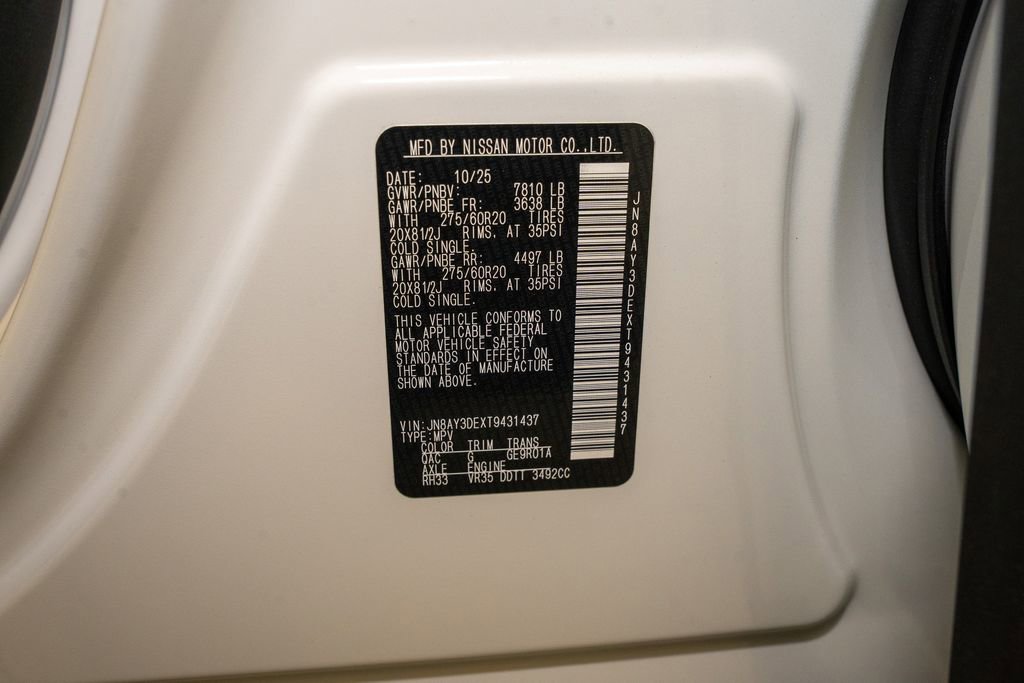 MFD BY NISSAN MOTOR CO.,LTD.
DATE: 10/25
GVWR/PNBV: 7810 LB
GAWR/PNBE FR: 3638 LB
WITH 275/60R20 TIRES
20X81/2J RIMS. AT 35PSI
COLD SINGLE.
GAWR/PNBE RR: 4497 LB
WITH 275/60R20 TIRES
20X81/2J RIMS. AT 35PSI
COLD SINGLE.
THIS VEHICLE CONFORMS TO
ALL APPLICABLE FEDERAL
MOTOR VEHICLE SAFETY
STANDARDS IN EFFECT ON
THE DATE OF MANUFACTURE
SHOWN ABOVE.
VIN:JN8AY3DEXT9431437
TYPE:MPV
COLOR TRIM TRANS
QAC G GE9R01A
AXLE ENGINE
RH33 VR35 DDTT 3492CC
JN8AY3DEXT9431437